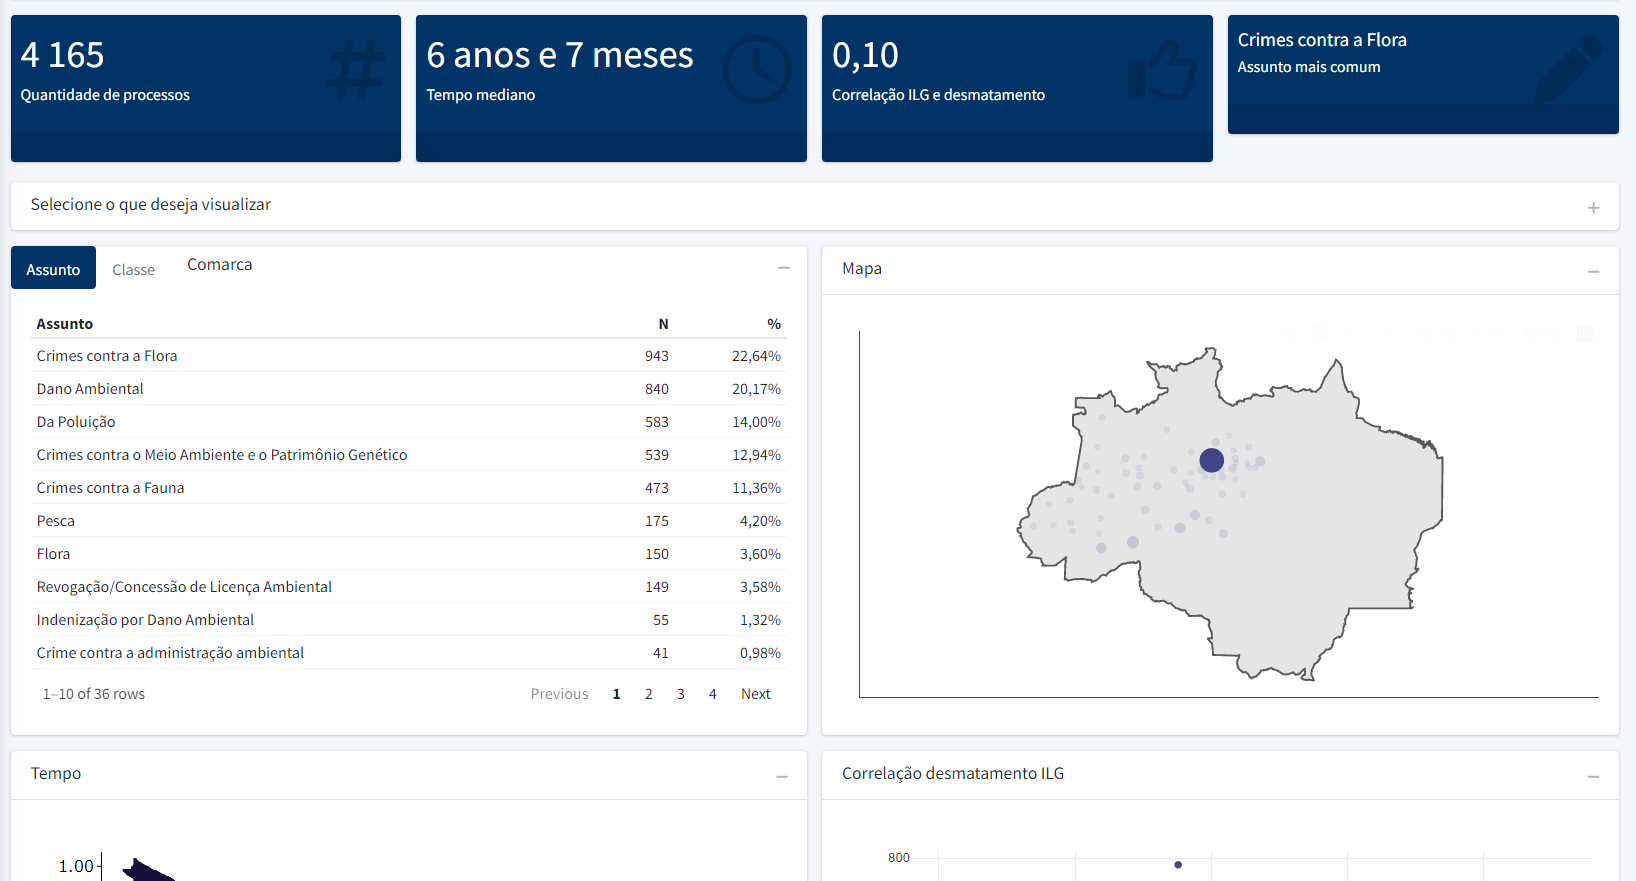 4 165
Quantidade de processos
6 anos e 7 meses
Tempo mediano
0,10
Correlação ILG e desmatamento
Crimes contra a Flora
Assunto mais comum
Selecione o que deseja visualizar
Assunto Classe Comarca
Assunto N %
Crimes contra a Flora 943 22,64%
Dano Ambiental 840 20,17%
Da Poluição 583 14,00%
Crimes contra o Meio Ambiente e o Patrimônio Genético 539 12,94%
Crimes contra a Fauna 473 11,36%
Pesca 175 4,20%
Flora 150 3,60%
Revogação/Concessão de Licença Ambiental 149 3,58%
Indenização por Dano Ambiental 55 1,32%
Crime contra a administração ambiental 41 0,98%
1–10 of 36 rows Previous 1 2 3 4 Next
Mapa
Tempo
1.00
Correlação desmatamento ILG
800